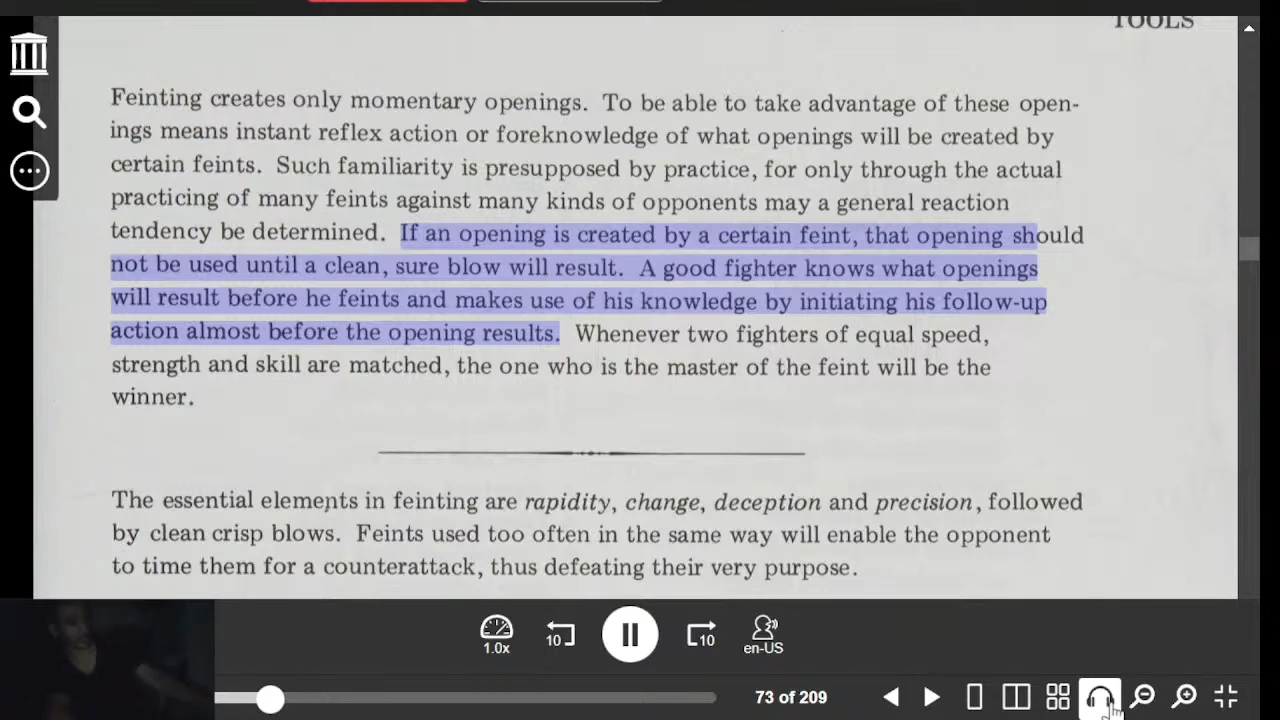 TOOLS
Feinting creates only momentary openings. To be able to take advantage of these open-
ings means instant reflex action or foreknowledge of what openings will be created by
certain feints. Such familiarity is presupposed by practice, for only through the actual
practicing of many feints against many kinds of opponents may a general reaction
tendency be determined. If an opening is created by a certain feint, that opening should
not be used until a clean, sure blow will result. A good fighter knows what openings
will result before he feints and makes use of his knowledge by initiating his follow-up
action almost before the opening results. Whenever two fighters of equal speed,
strength and skill are matched, the one who is the master of the feint will be the
winner.
The essential elements in feinting are rapidity, change, deception and precision, followed
by clean crisp blows. Feints used too often in the same way will enable the opponent
to time them for a counterattack, thus defeating their very purpose.
1.0x
10
10
en-US
73 of 209